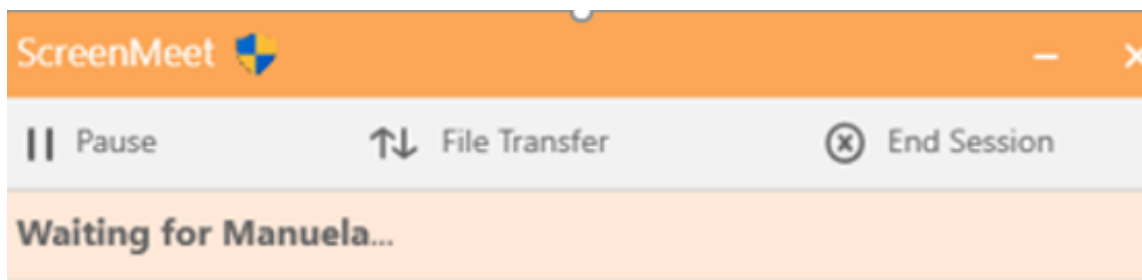 ScreenMeet
Pause File Transfer End Session
Waiting for Manuela...